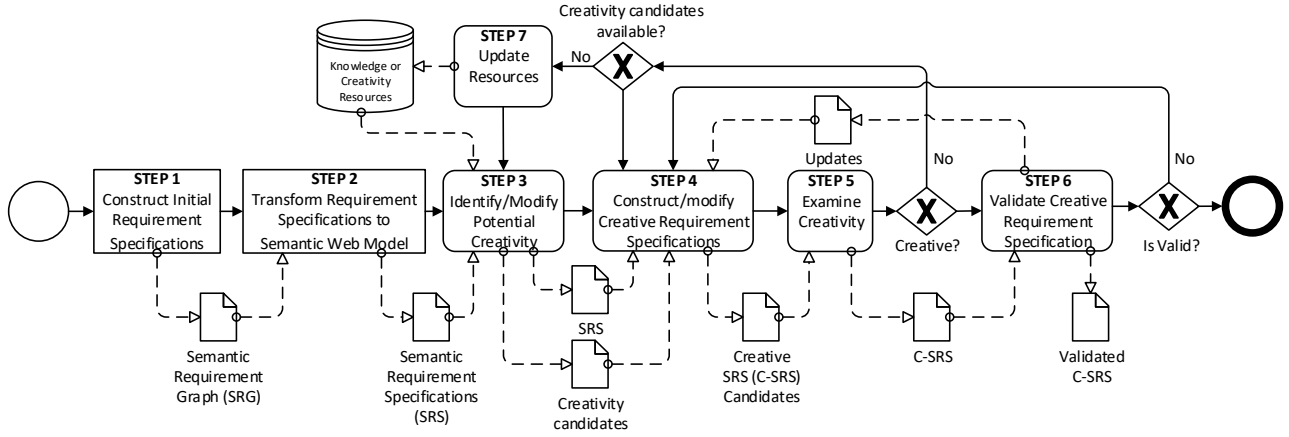 Creativity candidates
available?
STEP 7
Update
Resources
No
X
Knowledge or
Creativity
Resources
Updates
No
No
STEP 1
Construct Initial
Requirement
Specifications
STEP 2
Transform Requirement
Specifications to
Semantic Web Model
STEP 3
Identify/Modify
Potential
Creativity
STEP 4
Construct/modify
Creative Requirement
Specifications
STEP 5
Examine
Creativity
X
Creative?
STEP 6
Validate Creative
Requirement
Specification
X
Is Valid?
Semantic
Requirement
Graph (SRG)
Semantic
Requirement
Specifications
(SRS)
SRS
Creativity
candidates
Creative
SRS (C-SRS)
Candidates
C-SRS
Validated
C-SRS